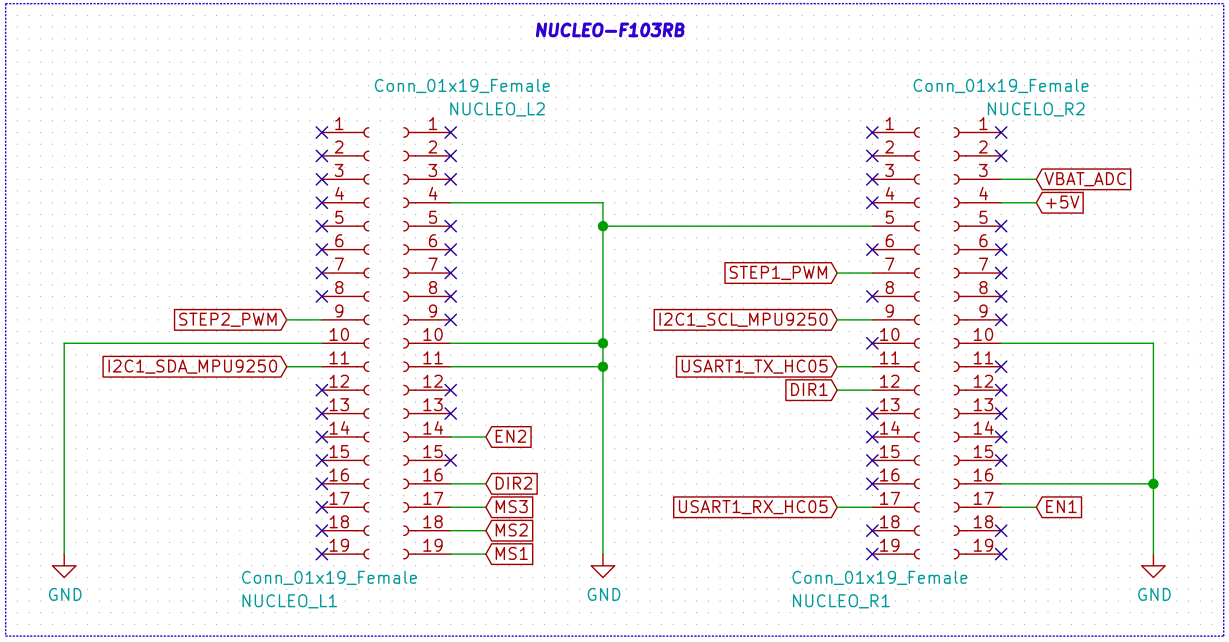 NUCLEO-F103RB
Conn_01x19_Female
NUCLEO_L2
Conn_01x19_Female
NUCELO_R2
1 1 1 1
2 2 2 2
3 3 3 3 VBAT_ADC
4 4 4 4 +5V
5 5 5 5
6 6 6 6
7 7 STEP1_PWM 7 7
8 8 8 8
STEP2_PWM 9 9 I2C1_SCL_MPU9250 9 9
10 10 10 10
I2C1_SDA_MPU9250 11 11 USART1_TX_HC05 11 11
12 12 DIR1 12 12
13 13 13 13
14 14 EN2 14 14
15 15 15 15
16 16 DIR2 16 16
17 17 MS3 USART1_RX_HC05 17 17 EN1
18 18 MS2 18 18
19 19 MS1 19 19
Conn_01x19_Female
NUCLEO_L1
Conn_01x19_Female
NUCLEO_R1
GND GND GND